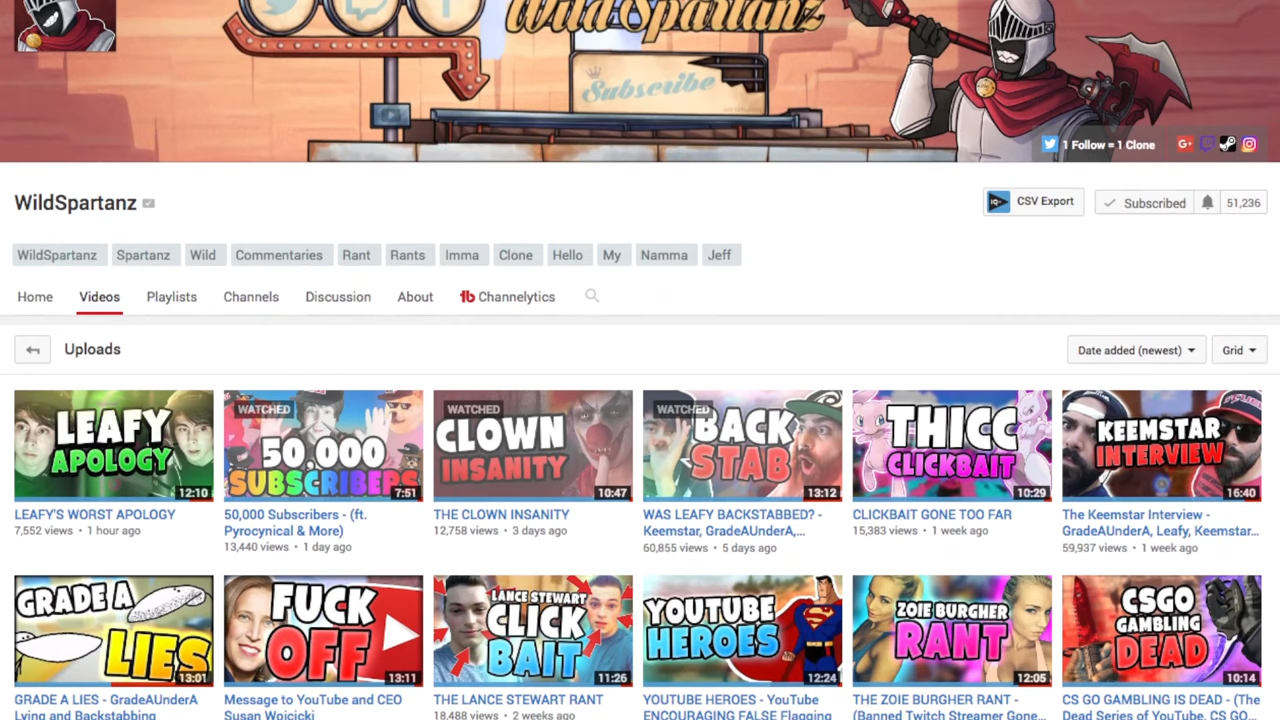 WildSpartanz
Subscribe
1 Follow = 1 Clone
WildSpartanz
CSV Export
Subscribed
51,236
WildSpartanz Spartanz Wild Commentaries Rant Rants Imma Clone Hello My Namma Jeff
Home Videos Playlists Channels Discussion About Channelytics
Uploads
Date added (newest)
Grid
LEAFY
APOLOGY
12:10
LEAFY'S WORST APOLOGY
7,552 views • 1 hour ago
WATCHED
50,000
SUBSCRIBERS
7:51
50,000 Subscribers - (ft.
Pyrocynical & More)
13,440 views • 1 day ago
WATCHED
CLOWN
INSANITY
10:47
THE CLOWN INSANITY
12,758 views • 3 days ago
WATCHED
BACK
STAB
13:12
WAS LEAFY BACKSTABBED? -
Keemstar, GradeAUnderA,...
60,855 views • 5 days ago
THICC
CLICKBAIT
10:29
CLICKBAIT GONE TOO FAR
15,383 views • 1 week ago
KEEMSTAR
INTERVIEW
16:40
The Keemstar Interview -
GradeAUnderA, Leafy, Keemstar...
59,937 views • 1 week ago
GRADE A
LIES
13:01
GRADE A LIES - GradeAUnderA
Lying and Backstabbing
FUCK
OFF
13:11
Message to YouTube and CEO
Susan Wojcicki
LANCE STEWART
CLICK
BAIT
11:26
THE LANCE STEWART RANT
18,488 views • 2 weeks ago
YOUTUBE
HEROES
12:24
YOUTUBE HEROES - YouTube
ENCOURAGING FALSE Flagging
ZOIE BURGHER
RANT
12:05
THE ZOIE BURGHER RANT -
(Banned Twitch Streamer Gone...
CSGO
GAMBLING
DEAD
10:14
CS GO GAMBLING IS DEAD - (The
Dead Series of YouTube, CS Go...